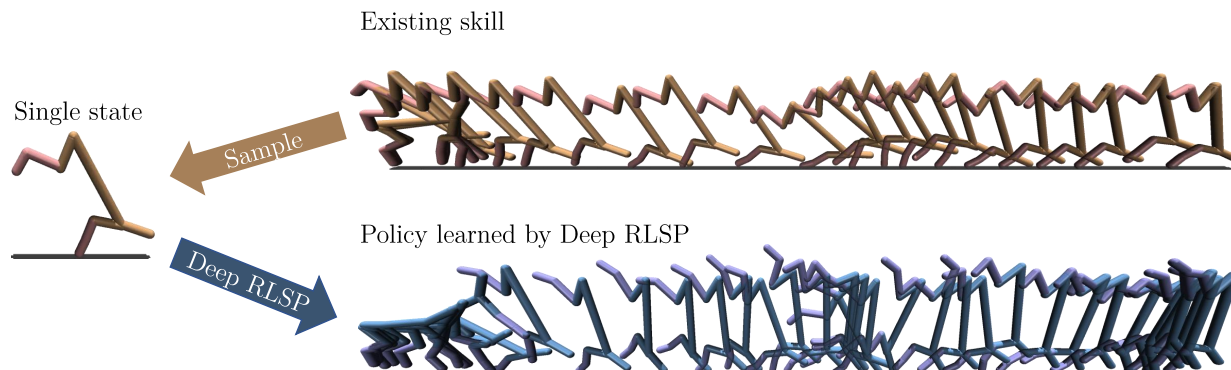 Existing skill
Single state
Sample
Policy learned by Deep RLSP
Deep RLSP